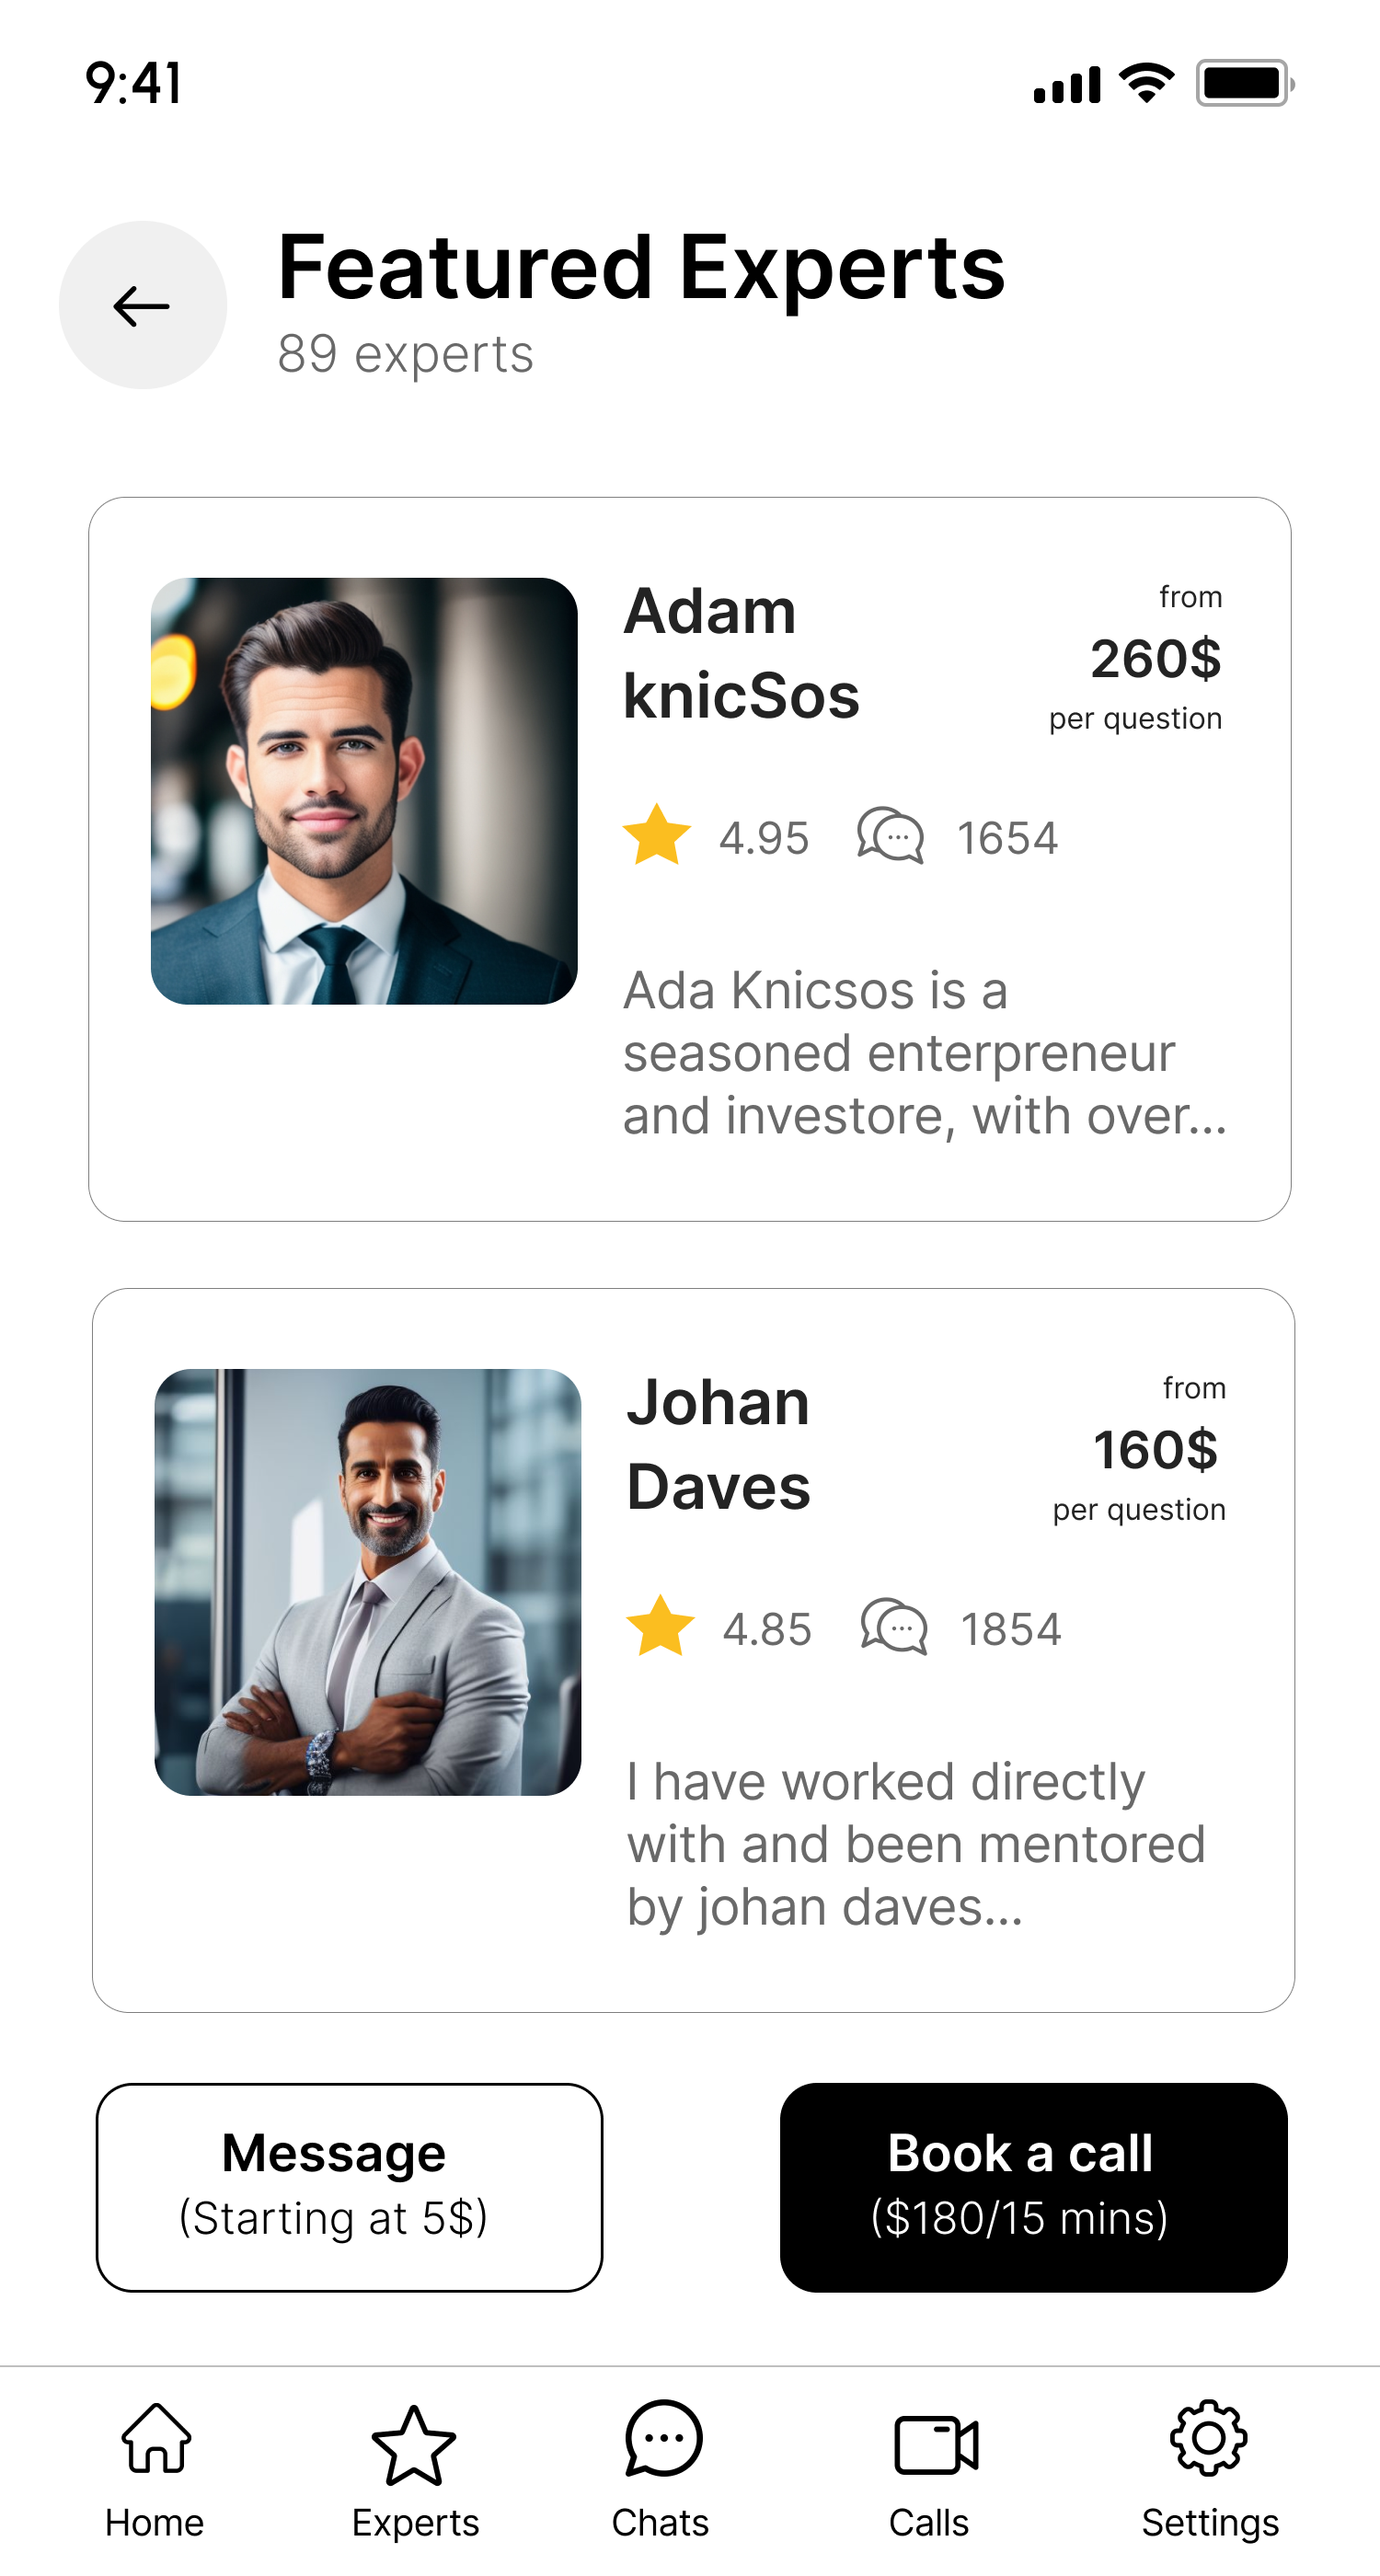 9:41
Featured Experts
89 experts
Adam
knicSos
from
260$
per question
4.95
1654
Ada Knicsos is a
seasoned enterpreneur
and investore, with over...
Johan
Daves
from
160$
per question
4.85
1854
I have worked directly
with and been mentored
by johan daves...
Message
(Starting at 5$)
Book a call
($180/15 mins)
Home
Experts
Chats
Calls
Settings